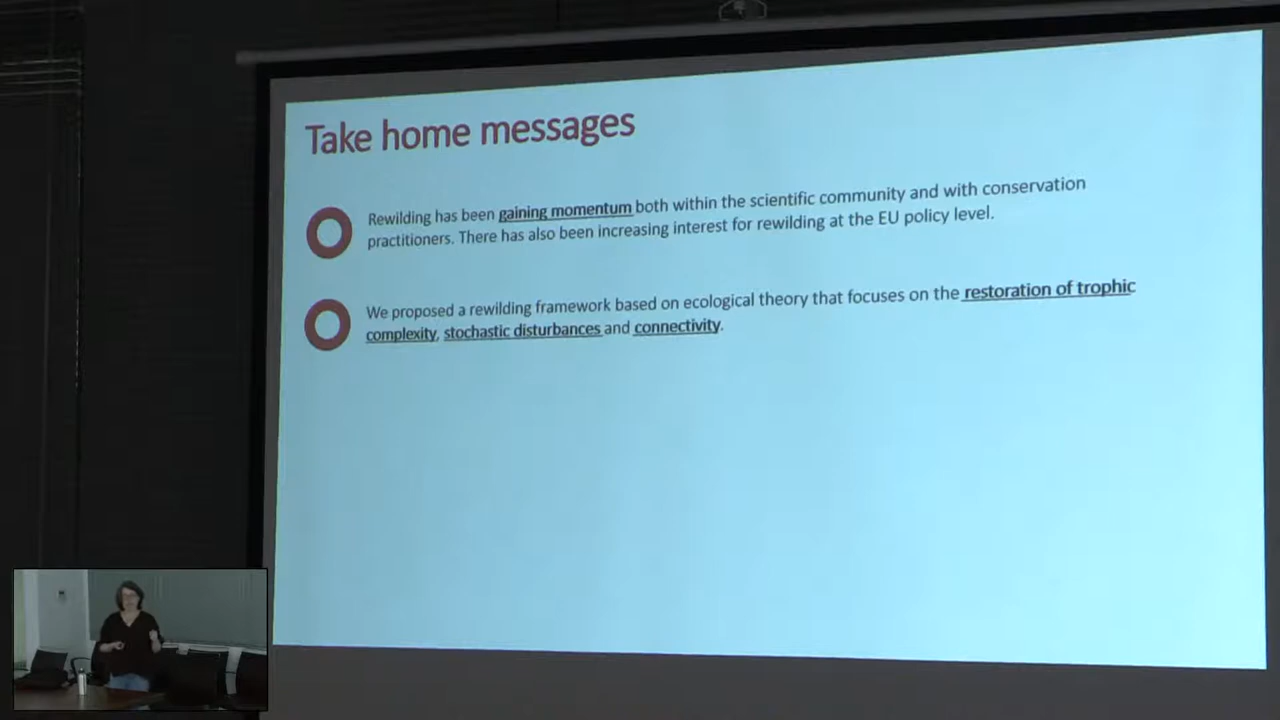 Take home messages
Rewilding has been gaining momentum both within the scientific community and with conservation
practitioners. There has also been increasing interest for rewilding at the EU policy level.
We proposed a rewilding framework based on ecological theory that focuses on the restoration of trophic
complexity, stochastic disturbances and connectivity.